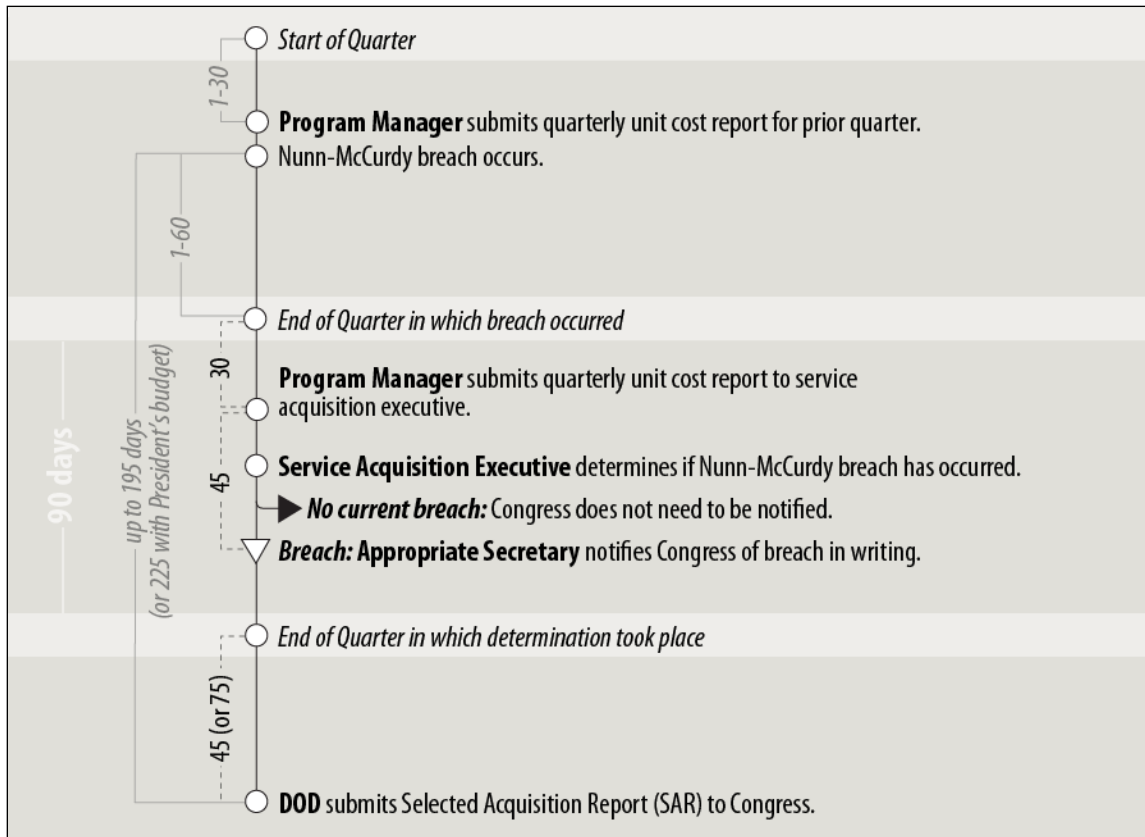 Start of Quarter
1-30
Program Manager submits quarterly unit cost report for prior quarter.
Nunn-McCurdy breach occurs.
1-60
End of Quarter in which breach occurred
30
Program Manager submits quarterly unit cost report to service
acquisition executive.
90 days
up to 195 days
(or 225 with President's budget)
45
Service Acquisition Executive determines if Nunn-McCurdy breach has occurred.
No current breach: Congress does not need to be notified.
Breach: Appropriate Secretary notifies Congress of breach in writing.
End of Quarter in which determination took place
45 (or 75)
DOD submits Selected Acquisition Report (SAR) to Congress.